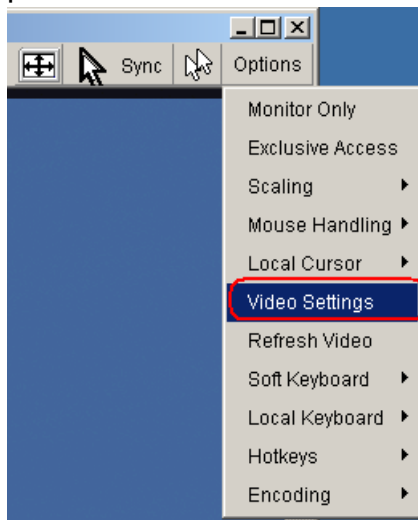 Sync Options
Monitor Only
Exclusive Access
Scaling
Mouse Handling
Local Cursor
Video Settings
Refresh Video
Soft Keyboard
Local Keyboard
Hotkeys
Encoding